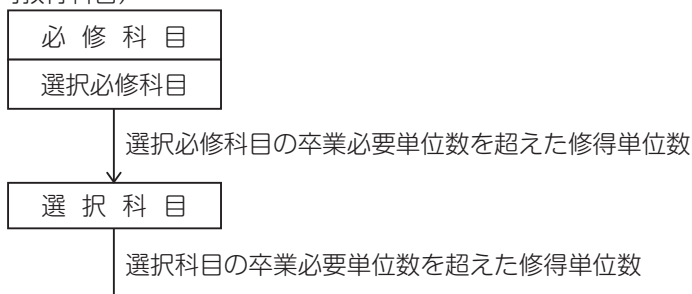 必 修 科 目
選択必修科目
選択必修科目の卒業必要単位数を超えた修得単位数
選 択 科 目
選択科目の卒業必要単位数を超えた修得単位数